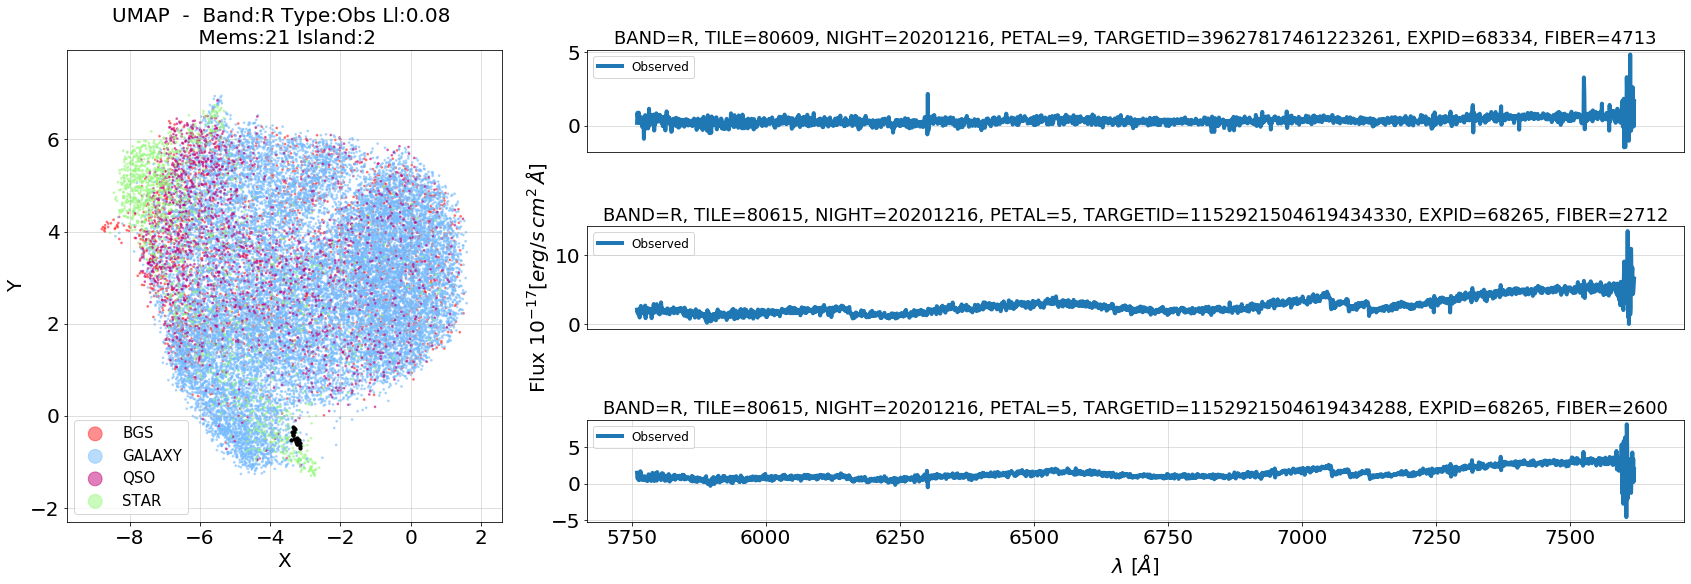 UMAP  -  Band:R Type:Obs Ll:0.08
Mems:21 Island:2
Y
6
4
2
0
−2
−8
−6
−4
−2
0
2
X
BGS
GALAXY
QSO
STAR
Flux 10⁻¹⁷[erg/s cm² Å]
BAND=R, TILE=80609, NIGHT=20201216, PETAL=9, TARGETID=39627817461223261, EXPID=68334, FIBER=4713
Observed
5
0
BAND=R, TILE=80615, NIGHT=20201216, PETAL=5, TARGETID=1152921504619434330, EXPID=68265, FIBER=2712
Observed
10
0
BAND=R, TILE=80615, NIGHT=20201216, PETAL=5, TARGETID=1152921504619434288, EXPID=68265, FIBER=2600
Observed
5
0
−5
5750
6000
6250
6500
6750
7000
7250
7500
λ [Å]